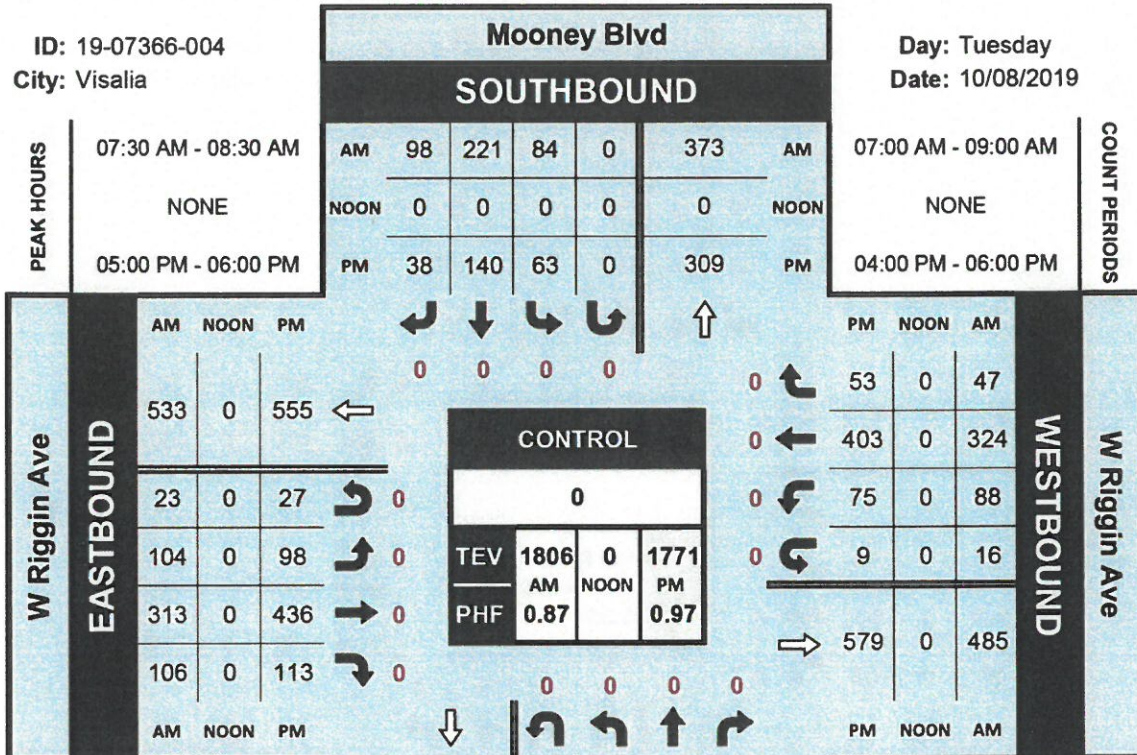 ID: 19-07366-004
City: Visalia
Mooney Blvd
SOUTHBOUND
Day: Tuesday
Date: 10/08/2019
PEAK HOURS
07:30 AM - 08:30 AM
NONE
05:00 PM - 06:00 PM
AM 98 221 84 0 373 AM
NOON 0 0 0 0 0 NOON
PM 38 140 63 0 309 PM
07:00 AM - 09:00 AM
NONE
04:00 PM - 06:00 PM
COUNT PERIODS
0 0 0 0
W Riggin Ave
EASTBOUND
AM NOON PM
533 0 555
23 0 27 0
104 0 98 0
313 0 436 0
106 0 113 0
AM NOON PM
CONTROL
0
TEV 1806 0 1771
AM NOON PM
PHF 0.87 0.97
PM NOON AM
0 53 0 47
0 403 0 324
0 75 0 88
0 9 0 16
579 0 485
PM NOON AM
WESTBOUND
W Riggin Ave
0 0 0 0